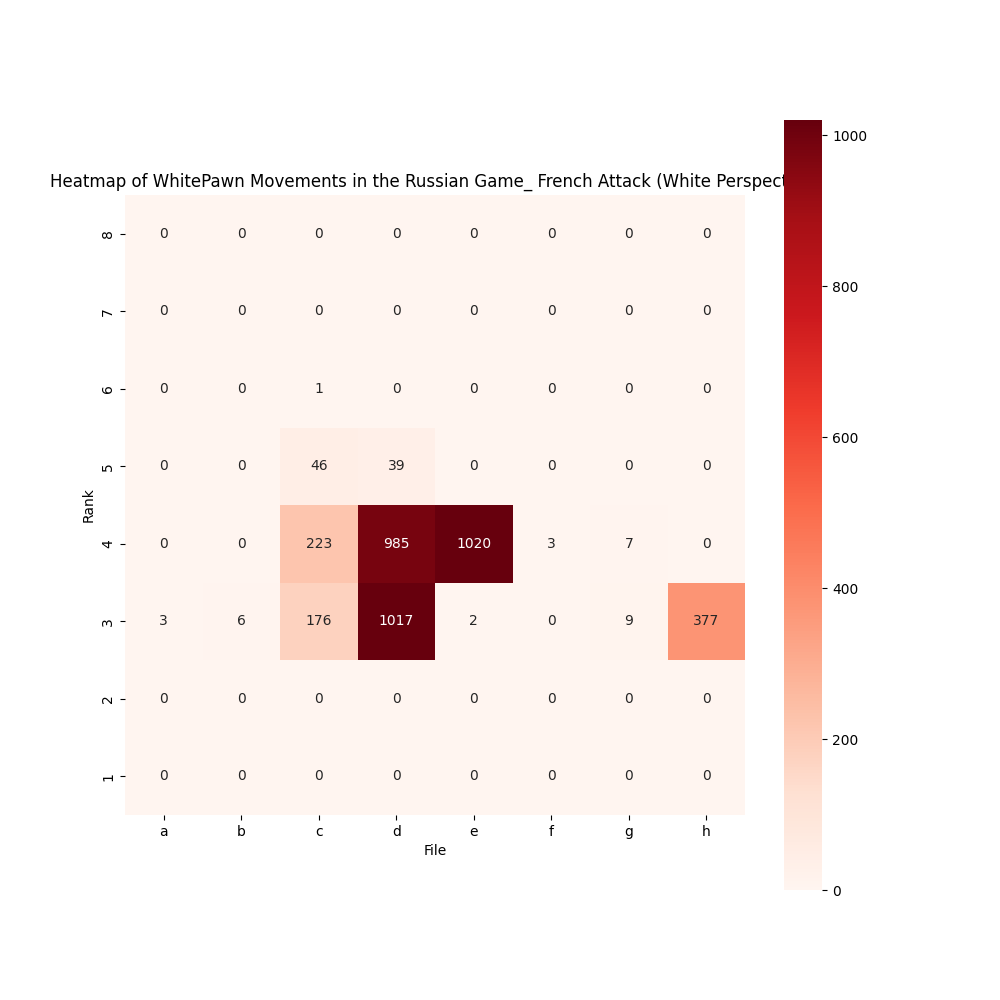 Heatmap of WhitePawn Movements in the Russian Game_ French Attack (White Perspect
1000
800
600
400
200
0
Rank
8 0 0 0 0 0 0 0 0
7 0 0 0 0 0 0 0 0
6 0 0 1 0 0 0 0 0
5 0 0 46 39 0 0 0 0
4 0 0 223 985 1020 3 7 0
3 3 6 176 1017 2 0 9 377
2 0 0 0 0 0 0 0 0
1 0 0 0 0 0 0 0 0
a b c d e f g h
File